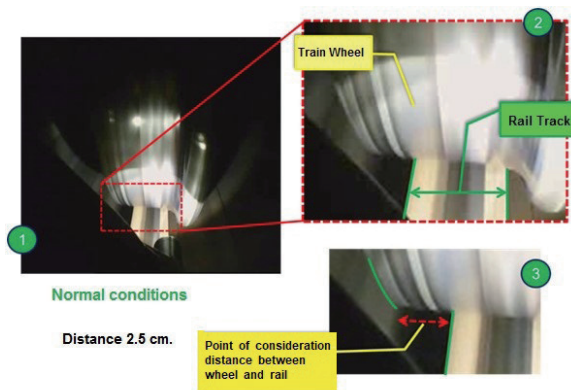 1
Normal conditions
Distance 2.5 cm.
2
Train Wheel
Rail Track
3
Point of consideration
distance between
wheel and rail